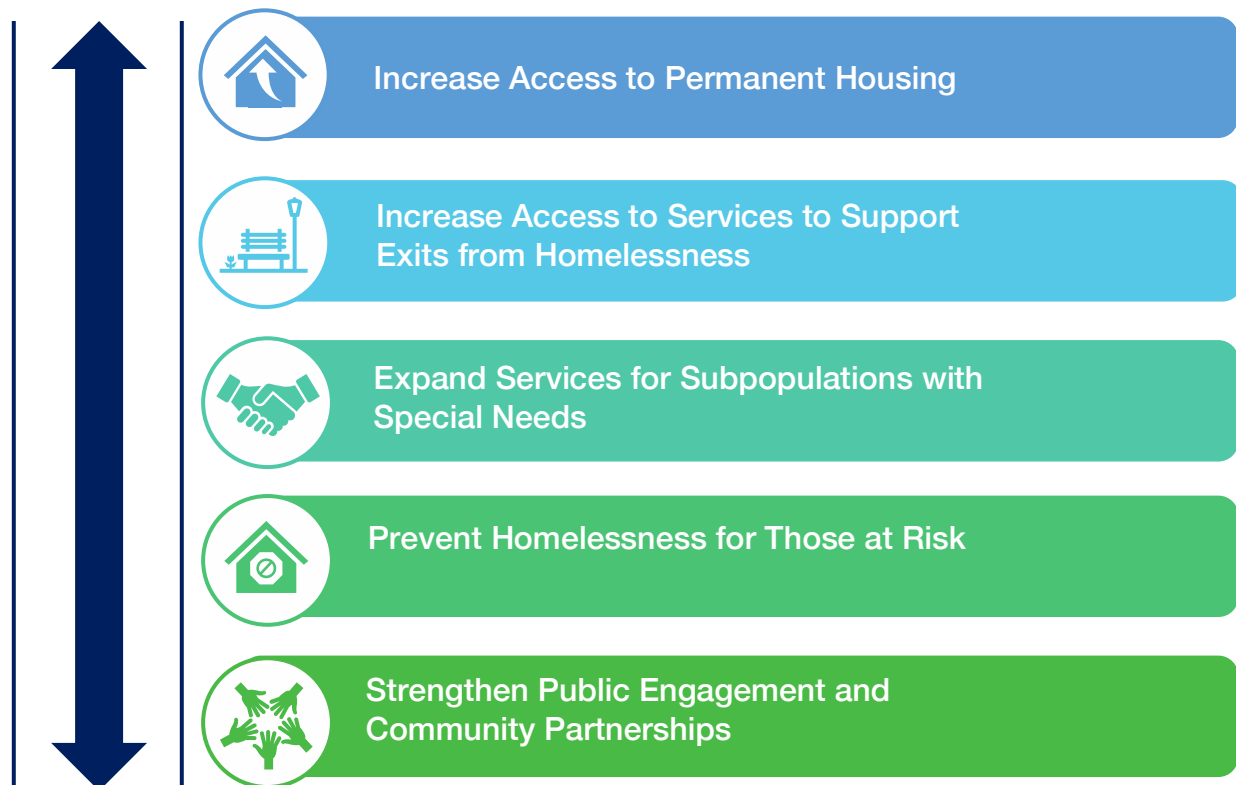 Increase Access to Permanent Housing
Increase Access to Services to Support
Exits from Homelessness
Expand Services for Subpopulations with
Special Needs
Prevent Homelessness for Those at Risk
Strengthen Public Engagement and
Community Partnerships